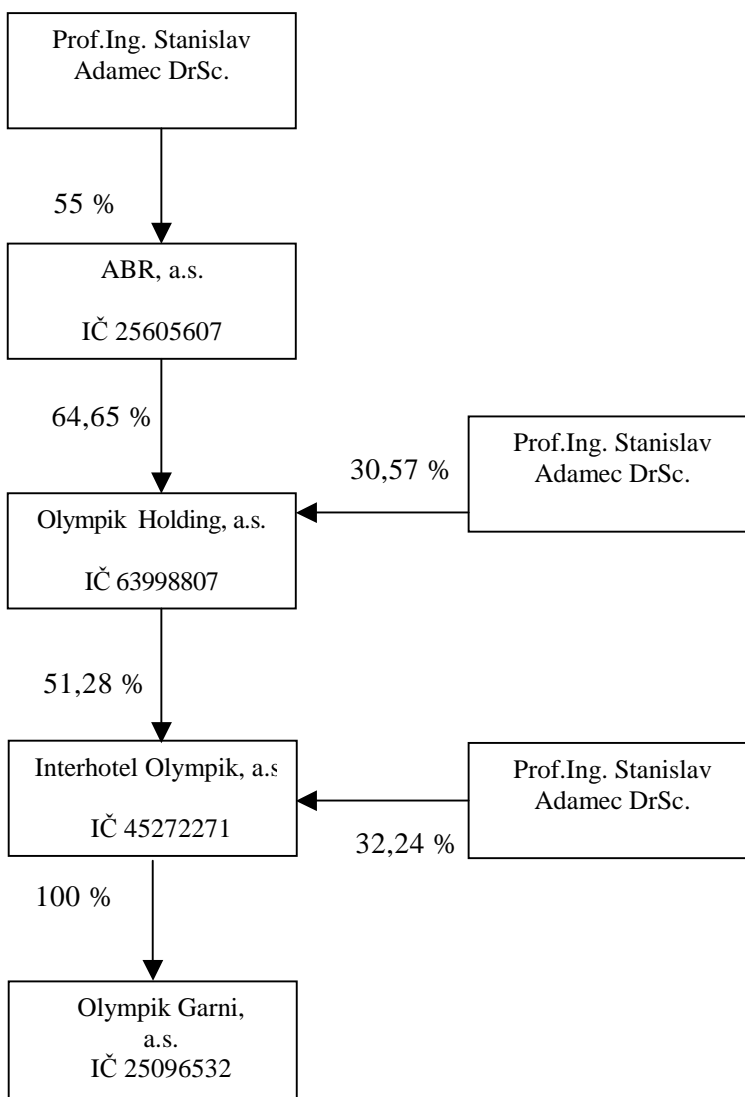 Prof.Ing. Stanislav
Adamec DrSc.
55 %
ABR, a.s.
IČ 25605607
64,65 %
Prof.Ing. Stanislav
Adamec DrSc.
30,57 %
Olympik Holding, a.s.
IČ 63998807
51,28 %
Interhotel Olympik, a.s
IČ 45272271
Prof.Ing. Stanislav
Adamec DrSc.
32,24 %
100 %
Olympik Garni,
a.s.
IČ 25096532